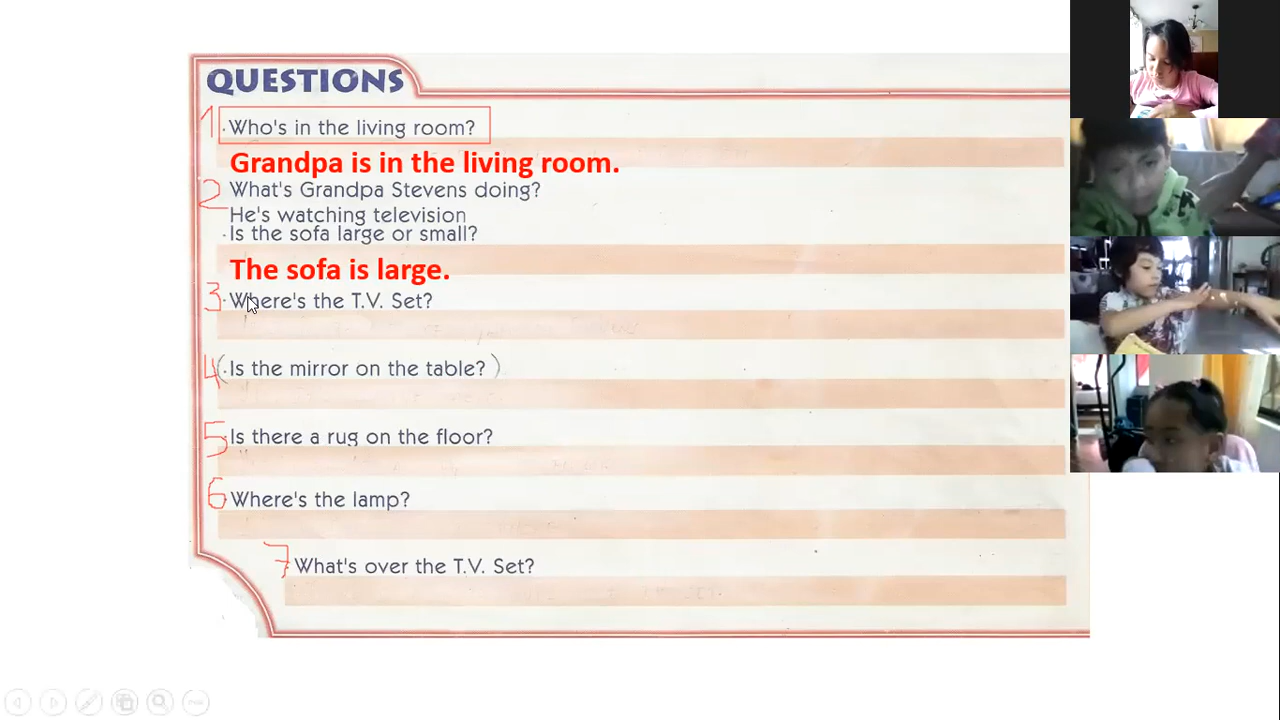 QUESTIONS
1 Who's in the living room?
Grandpa is in the living room.
2 What's Grandpa Stevens doing?
He's watching television
Is the sofa large or small?
The sofa is large.
3 Where's the T.V. Set?
4 (Is the mirror on the table?)
5 Is there a rug on the floor?
6 Where's the lamp?
7 What's over the T.V. Set?